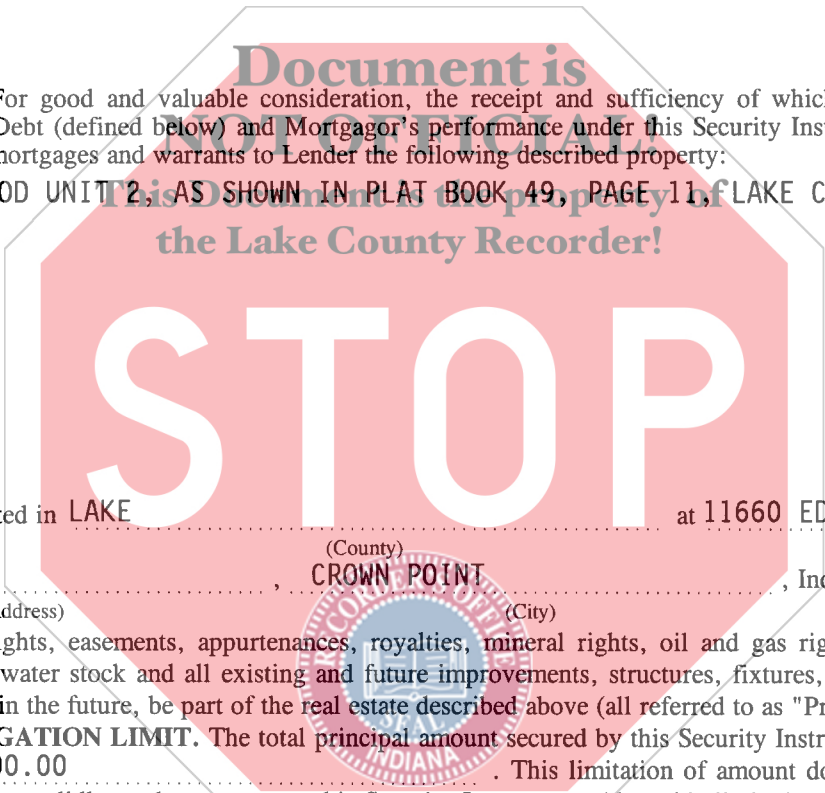 Document is
For good and valuable consideration, the receipt and sufficiency of which
Debt (defined below) and Mortgagor's performance under this Security Ins
NOT OFFICIAL!
mortgages and warrants to Lender the following described property:
OD UNIT 2, AS SHOWN IN PLAT BOOK 49, PAGE 11, LAKE C
This Document is the property of
the Lake County Recorder!
STOP
ted in LAKE at 11660 ED
(County)
, CROWN POINT , Ind
ddress) (City)
ghts, easements, appurtenances, royalties, mineral rights, oil and gas rig
water stock and all existing and future improvements, structures, fixtures,
in the future, be part of the real estate described above (all referred to as "Pr
GATION LIMIT. The total principal amount secured by this Security Instr
00.00 . This limitation of amount do
RECORDER'S OFFICE
SEAL
INDIANA